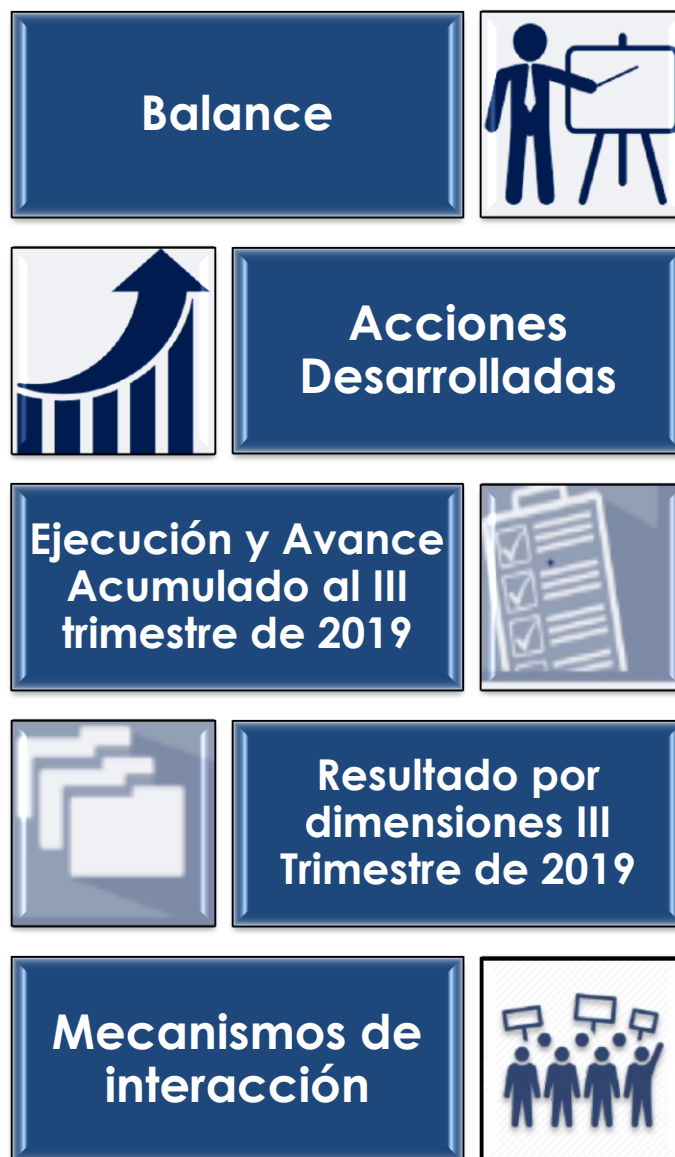 Balance
Acciones
Desarrolladas
Ejecución y Avance
Acumulado al III
trimestre de 2019
Resultado por
dimensiones III
Trimestre de 2019
Mecanismos de
interacción